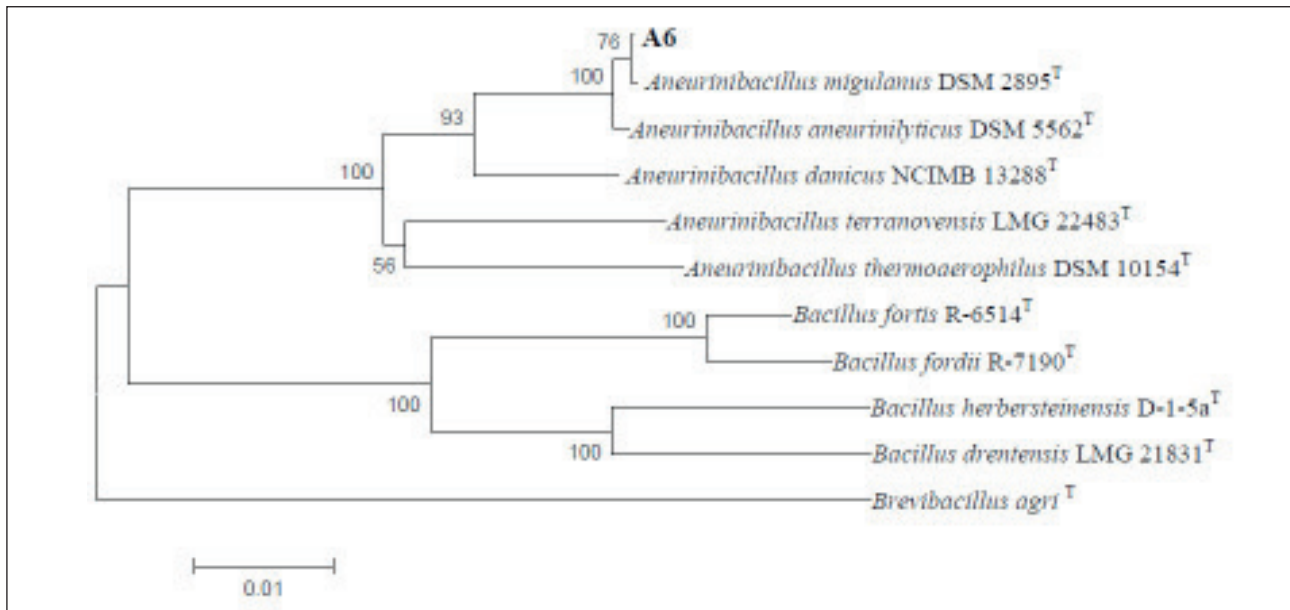 76 A6
100 Aneurinibacillus migulanus DSM 2895T
93 Aneurinibacillus aneurinilyticus DSM 5562T
100 Aneurinibacillus danicus NCIMB 13288T
Aneurinibacillus terranovensis LMG 22483T
56 Aneurinibacillus thermoaerophilus DSM 10154T
100 Bacillus fortis R-6514T
Bacillus fordii R-7190T
100 Bacillus herbersteinensis D-1-5aT
100 Bacillus drentensis LMG 21831T
Brevibacillus agri T
0.01